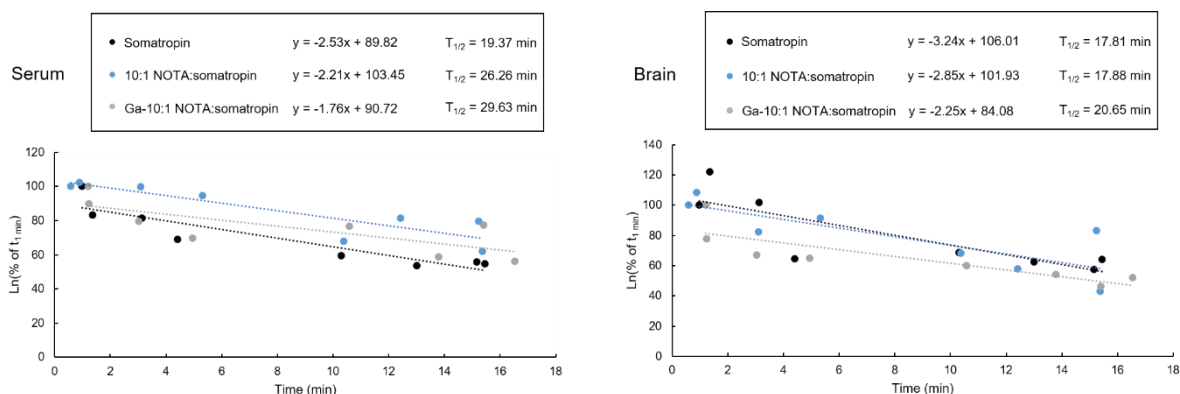 Serum
Somatropin y = -2.53x + 89.82 T1/2 = 19.37 min
10:1 NOTA:somatropin y = -2.21x + 103.45 T1/2 = 26.26 min
Ga-10:1 NOTA:somatropin y = -1.76x + 90.72 T1/2 = 29.63 min
Ln(% of t1 min)
120
100
80
60
40
20
0
0 2 4 6 8 10 12 14 16 18
Time (min)
Brain
Somatropin y = -3.24x + 106.01 T1/2 = 17.81 min
10:1 NOTA:somatropin y = -2.85x + 101.93 T1/2 = 17.88 min
Ga-10:1 NOTA:somatropin y = -2.25x + 84.08 T1/2 = 20.65 min
Ln(% of t1 min)
140
120
100
80
60
40
20
0
0 2 4 6 8 10 12 14 16 18
Time (min)